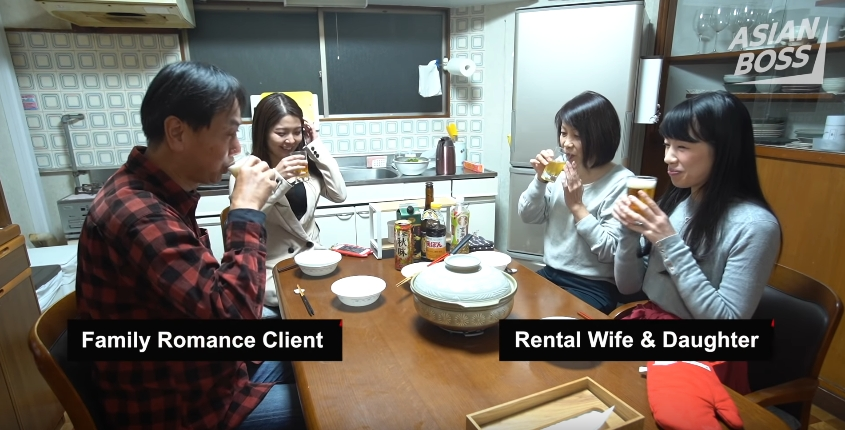 ASIAN
BOSS
Family Romance Client
Rental Wife & Daughter